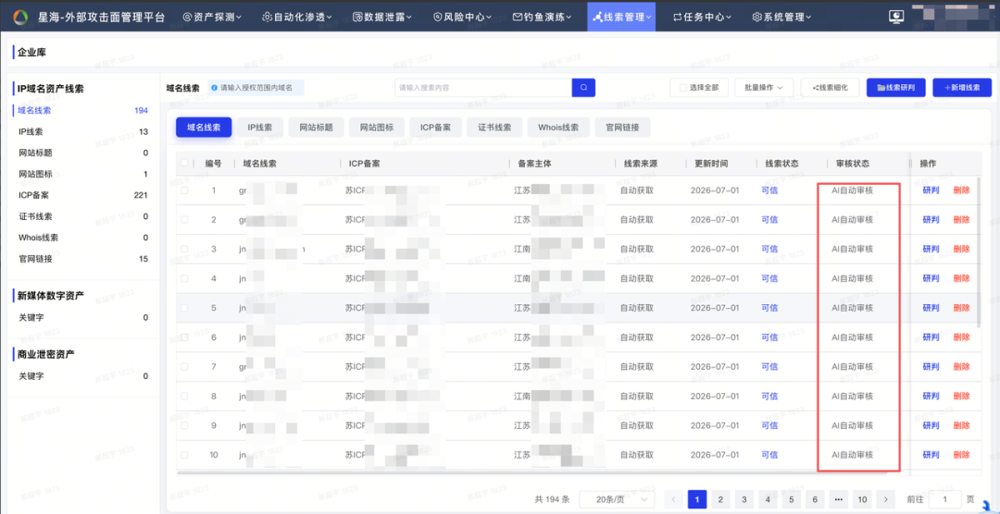 星海-外部攻击面管理平台 资产探测 自动化渗透 数据泄露 风险中心 钓鱼演练 线索管理 任务中心 系统管理
企业库
IP域名资产线索
域名线索 194
IP线索 13
网站标题 0
网站图标 1
ICP备案 221
证书线索 0
Whois线索 0
官网链接 15
新媒体数字资产
关键字 0
商业泄密资产
关键字 0
域名线索 请输入授权范围内域名 请输入搜索内容 选择全部 批量操作 线索细化 线索研判 +新增线索
域名线索 IP线索 网站标题 网站图标 ICP备案 证书线索 Whois线索 官网链接
编号 域名线索 ICP备案 备案主体 线索来源 更新时间 线索状态 审核状态 操作
1 gr 苏ICP 江苏 自动获取 2026-07-01 可信 AI自动审核 研判 删除
2 gr 苏ICP 江苏 自动获取 2026-07-01 可信 AI自动审核 研判 删除
3 jn 苏ICP 江南 自动获取 2026-07-01 可信 AI自动审核 研判 删除
4 jn 苏ICP 江南 自动获取 2026-07-01 可信 AI自动审核 研判 删除
5 jn 苏ICP 江苏 自动获取 2026-07-01 可信 AI自动审核 研判 删除
6 jn 苏ICP 江苏 自动获取 2026-07-01 可信 AI自动审核 研判 删除
7 gr 苏ICP 江苏 自动获取 2026-07-01 可信 AI自动审核 研判 删除
8 jn 苏ICP 江南 自动获取 2026-07-01 可信 AI自动审核 研判 删除
9 jn 苏ICP 江苏 自动获取 2026-07-01 可信 AI自动审核 研判 删除
10 jn 苏ICP 江苏 自动获取 2026-07-01 可信 AI自动审核 研判 删除
共 194 条 20条/页 1 2 3 4 5 6 ••• 10 前往 1 页